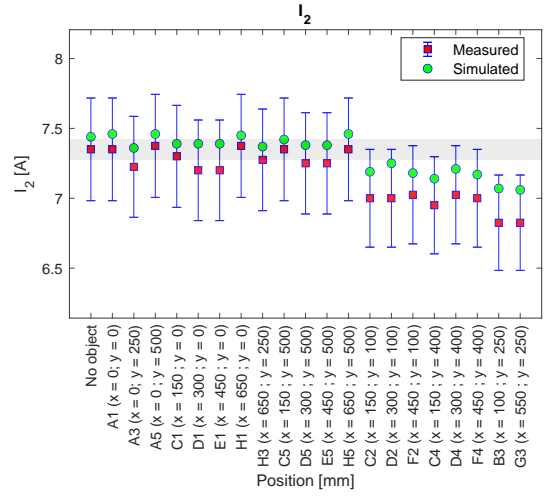 I2
Measured
Simulated
8
7.5
7
6.5
I2 [A]
No object
A1 (x = 0; y = 0)
A3 (x = 0; y = 250)
A5 (x = 0 ; y = 500)
C1 (x = 150 ; y = 0)
D1 (x = 300 ; y = 0)
E1 (x = 450 ; y = 0)
H1 (x = 650 ; y = 0)
H3 (x = 650 ; y = 250)
C5 (x = 150 ; y = 500)
D5 (x = 300 ; y = 500)
E5 (x = 450 ; y = 500)
H5 (x = 650 ; y = 500)
C2 (x = 150 ; y = 100)
D2 (x = 300 ; y = 100)
F2 (x = 450 ; y = 100)
C4 (x = 150 ; y = 400)
D4 (x = 300 ; y = 400)
F4 (x = 450 ; y = 400)
B3 (x = 100 ; y = 250)
G3 (x = 550 ; y = 250)
Position [mm]